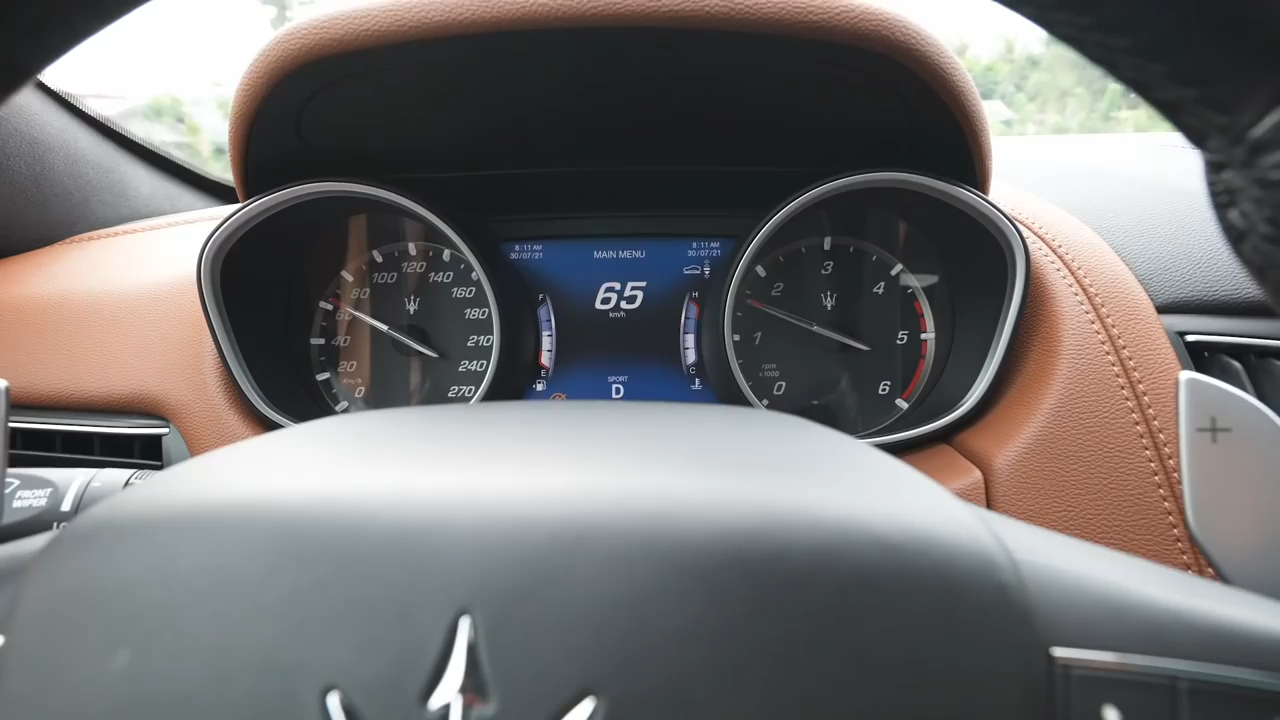 8:11 AM
30/07/21
MAIN MENU
8:11 AM
30/07/21
65
km/h
F
E
H
C
SPORT
D
0
20
40
60
80
100
120
140
160
180
210
240
270
Km/h
0
1
2
3
4
5
6
rpm
x1000
FRONT
WIPER
+